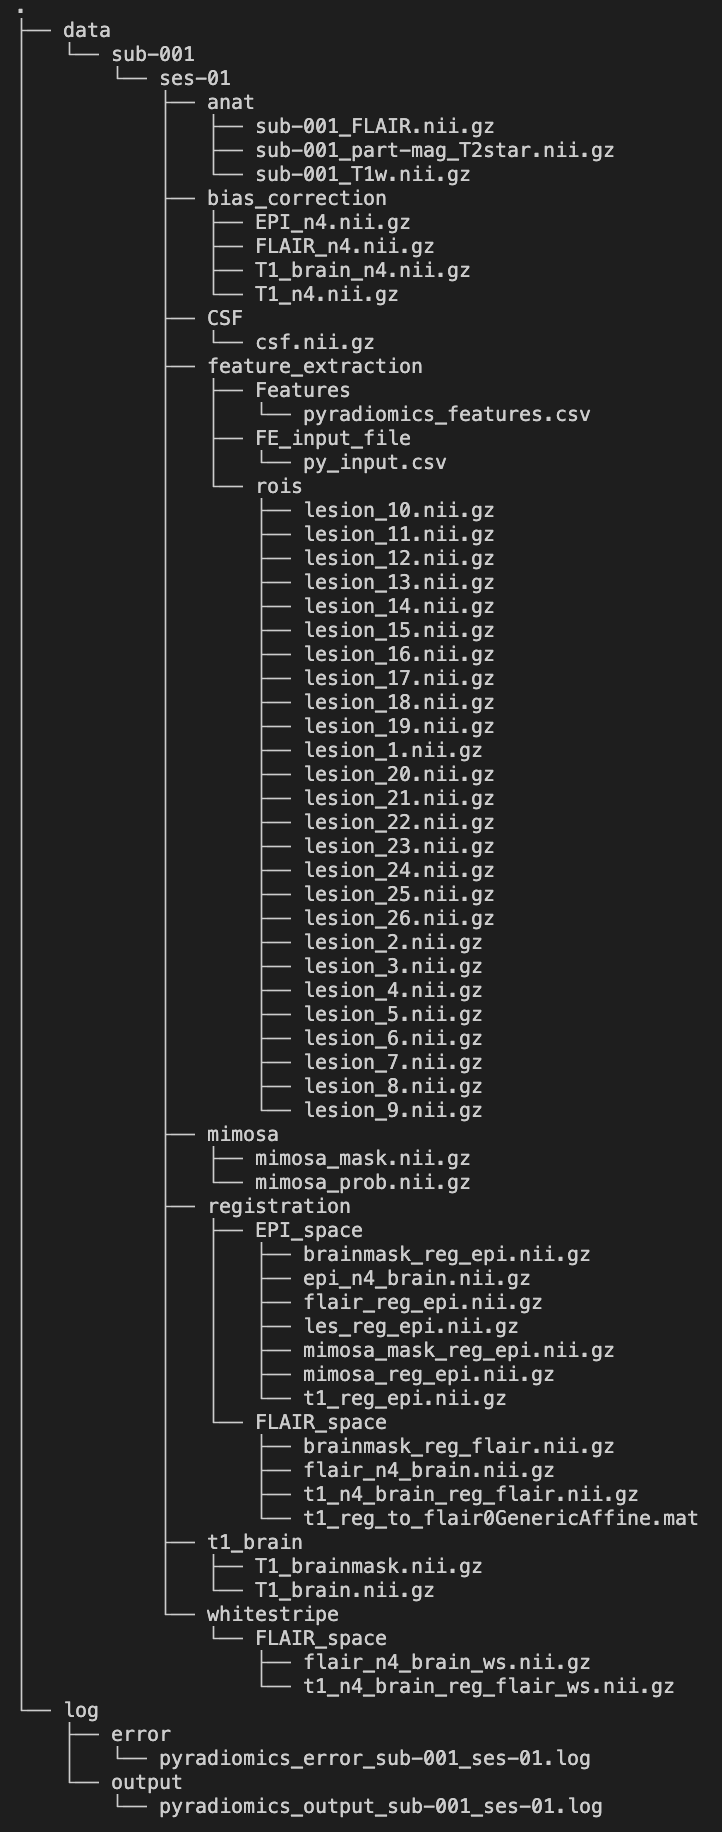 .
├── data
│   └── sub-001
│       └── ses-01
│           ├── anat
│           │   ├── sub-001_FLAIR.nii.gz
│           │   ├── sub-001_part-mag_T2star.nii.gz
│           │   └── sub-001_T1w.nii.gz
│           ├── bias_correction
│           │   ├── EPI_n4.nii.gz
│           │   ├── FLAIR_n4.nii.gz
│           │   ├── T1_brain_n4.nii.gz
│           │   └── T1_n4.nii.gz
│           ├── CSF
│           │   └── csf.nii.gz
│           ├── feature_extraction
│           │   ├── Features
│           │   │   └── pyradiomics_features.csv
│           │   ├── FE_input_file
│           │   │   └── py_input.csv
│           │   └── rois
│           │       ├── lesion_10.nii.gz
│           │       ├── lesion_11.nii.gz
│           │       ├── lesion_12.nii.gz
│           │       ├── lesion_13.nii.gz
│           │       ├── lesion_14.nii.gz
│           │       ├── lesion_15.nii.gz
│           │       ├── lesion_16.nii.gz
│           │       ├── lesion_17.nii.gz
│           │       ├── lesion_18.nii.gz
│           │       ├── lesion_19.nii.gz
│           │       ├── lesion_1.nii.gz
│           │       ├── lesion_20.nii.gz
│           │       ├── lesion_21.nii.gz
│           │       ├── lesion_22.nii.gz
│           │       ├── lesion_23.nii.gz
│           │       ├── lesion_24.nii.gz
│           │       ├── lesion_25.nii.gz
│           │       ├── lesion_26.nii.gz
│           │       ├── lesion_2.nii.gz
│           │       ├── lesion_3.nii.gz
│           │       ├── lesion_4.nii.gz
│           │       ├── lesion_5.nii.gz
│           │       ├── lesion_6.nii.gz
│           │       ├── lesion_7.nii.gz
│           │       ├── lesion_8.nii.gz
│           │       └── lesion_9.nii.gz
│           ├── mimosa
│           │   ├── mimosa_mask.nii.gz
│           │   └── mimosa_prob.nii.gz
│           ├── registration
│           │   ├── EPI_space
│           │   │   ├── brainmask_reg_epi.nii.gz
│           │   │   ├── epi_n4_brain.nii.gz
│           │   │   ├── flair_reg_epi.nii.gz
│           │   │   ├── les_reg_epi.nii.gz
│           │   │   ├── mimosa_mask_reg_epi.nii.gz
│           │   │   ├── mimosa_reg_epi.nii.gz
│           │   │   └── t1_reg_epi.nii.gz
│           │   └── FLAIR_space
│           │       ├── brainmask_reg_flair.nii.gz
│           │       ├── flair_n4_brain.nii.gz
│           │       ├── t1_n4_brain_reg_flair.nii.gz
│           │       └── t1_reg_to_flair0GenericAffine.mat
│           ├── t1_brain
│           │   ├── T1_brainmask.nii.gz
│           │   └── T1_brain.nii.gz
│           └── whitestripe
│               └── FLAIR_space
│                   ├── flair_n4_brain_ws.nii.gz
│                   └── t1_n4_brain_reg_flair_ws.nii.gz
└── log
    ├── error
    │   └── pyradiomics_error_sub-001_ses-01.log
    └── output
        └── pyradiomics_output_sub-001_ses-01.log